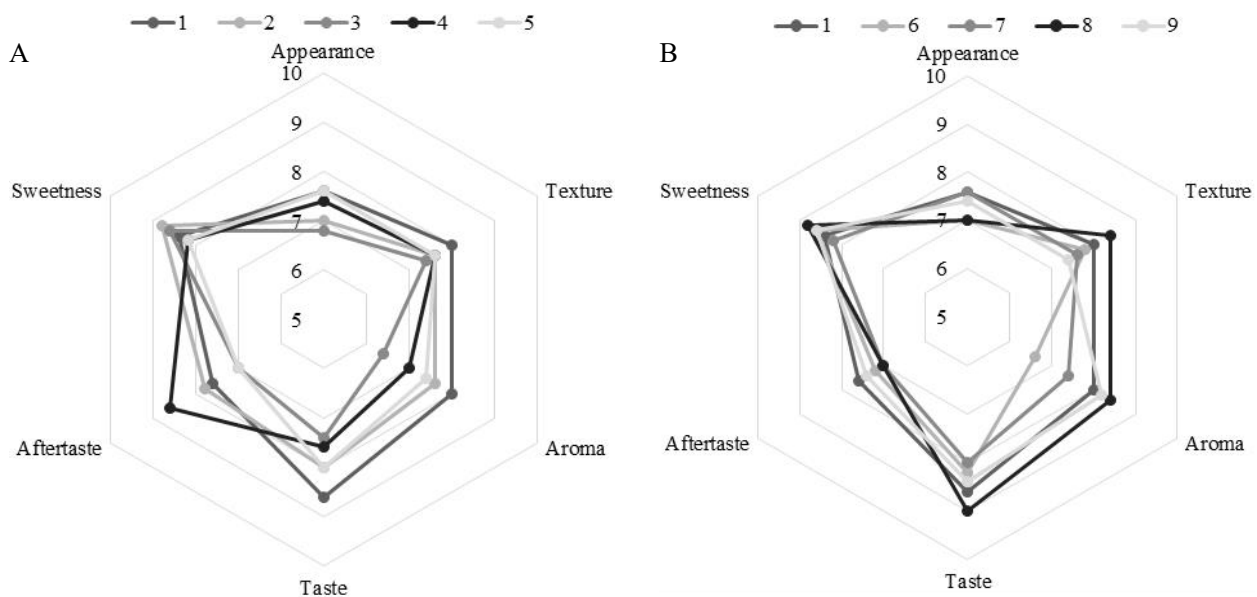 1 2 3 4 5
A
Appearance
10
9
8
7
6
5
Sweetness
Texture
Aftertaste
Aroma
Taste
1 6 7 8 9
B
Appearance
10
9
8
7
6
5
Sweetness
Texture
Aftertaste
Aroma
Taste